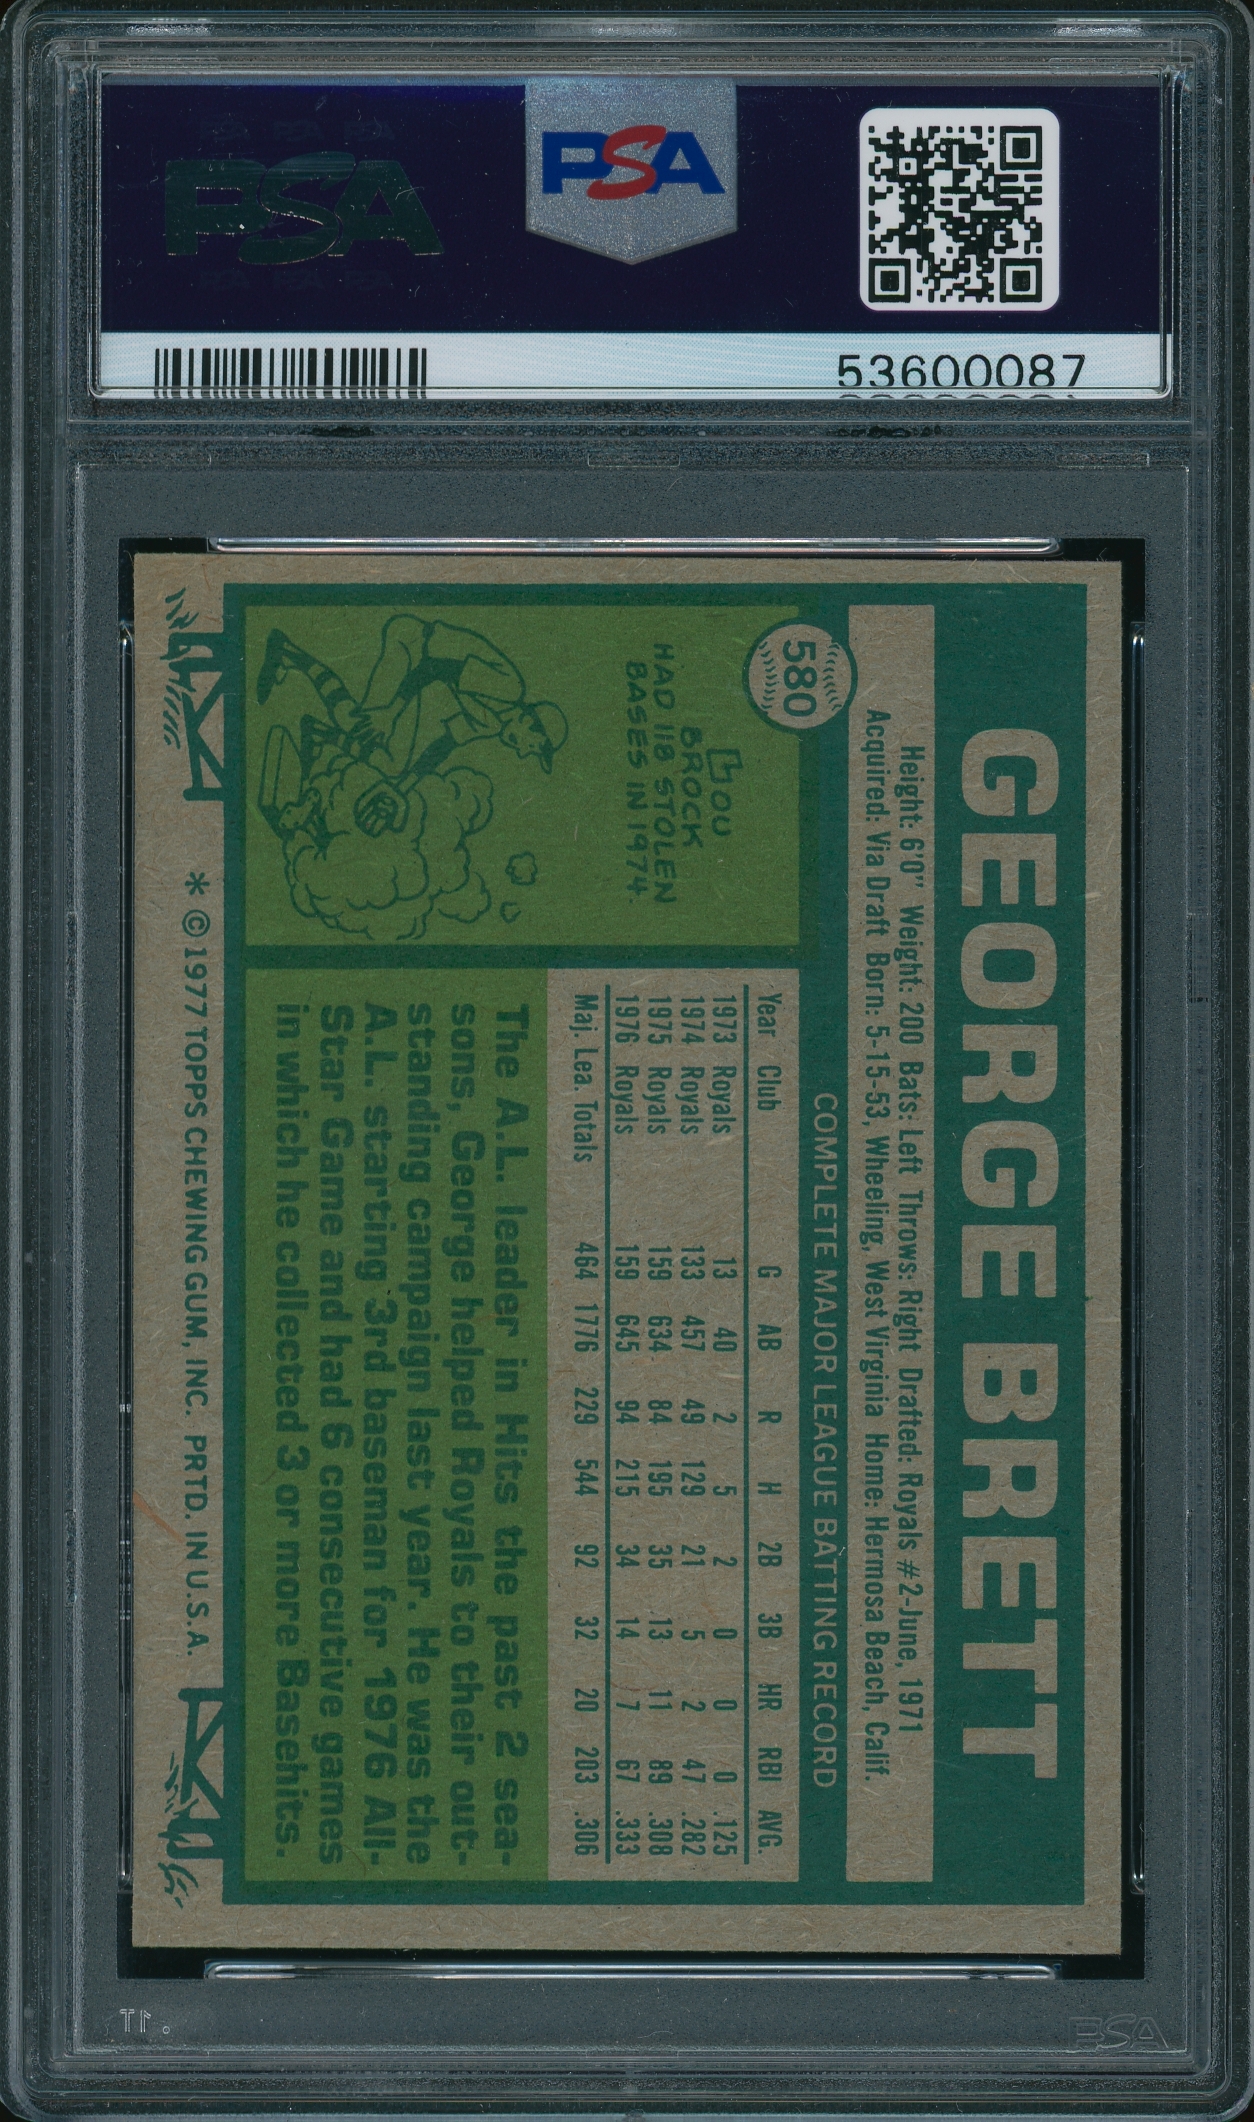 PSA
PSA
53600087
GEORGE BRETT
580
Height: 6'0" Weight: 200 Bats: Left Throws: Right Drafted: Royals #2-June, 1971
Acquired: Via Draft Born: 5-15-53, Wheeling, West Virginia Home: Hermosa Beach, Calif.
COMPLETE MAJOR LEAGUE BATTING RECORD
LOU
BROCK
HAD 118 STOLEN
BASES IN 1974.
Year Club G AB R H 2B 3B HR RBI AVG.
1973 Royals 13 40 2 5 2 0 0 0 .125
1974 Royals 133 457 49 129 21 5 2 47 .282
1975 Royals 159 634 84 195 35 13 11 89 .308
1976 Royals 159 645 94 215 34 14 7 67 .333
Maj. Lea. Totals 464 1776 229 544 92 32 20 203 .306
The A.L. leader in Hits the past 2 sea-
sons, George helped Royals to their out-
standing campaign last year. He was the
A.L. starting 3rd baseman for 1976 All-
Star Game and had 6 consecutive games
in which he collected 3 or more Basehits.
* © 1977 TOPPS CHEWING GUM, INC. PRTD. IN U.S.A.
PSA